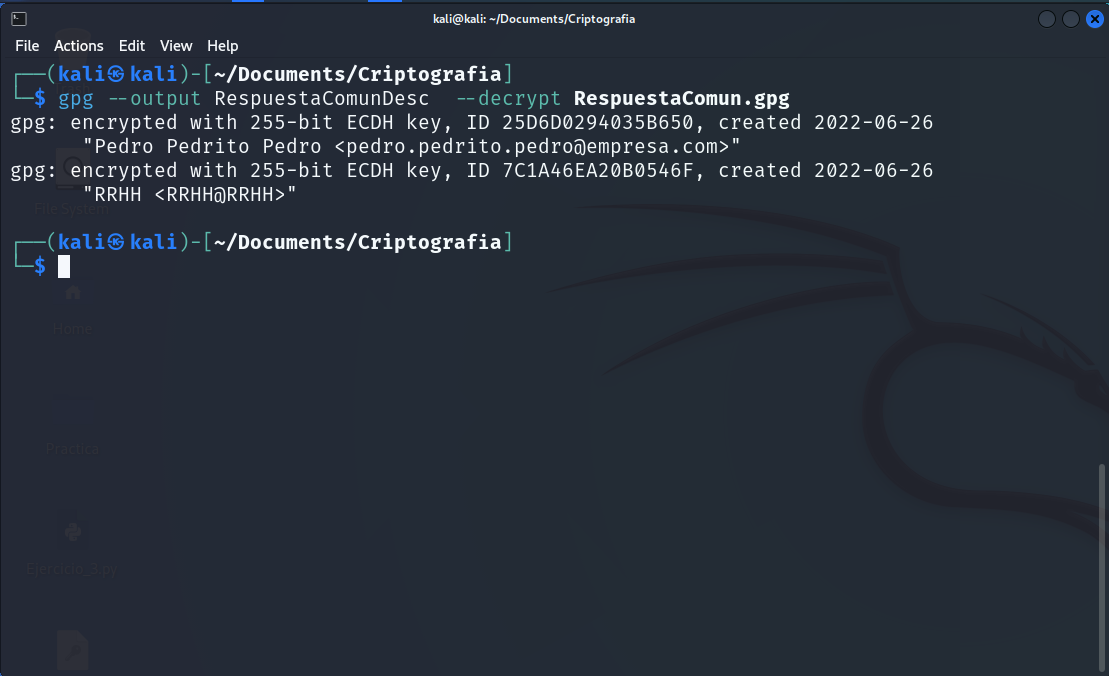 kali@kali: ~/Documents/Criptografia
File Actions Edit View Help
┌──(kali㉿kali)-[~/Documents/Criptografia]
└─$ gpg --output RespuestaComunDesc  --decrypt RespuestaComun.gpg
gpg: encrypted with 255-bit ECDH key, ID 25D6D0294035B650, created 2022-06-26
      "Pedro Pedrito Pedro <pedro.pedrito.pedro@empresa.com>"
gpg: encrypted with 255-bit ECDH key, ID 7C1A46EA20B0546F, created 2022-06-26
      "RRHH <RRHH@RRHH>"
File System
┌──(kali㉿kali)-[~/Documents/Criptografia]
└─$
Home
Practica
Ejercicio_3.py